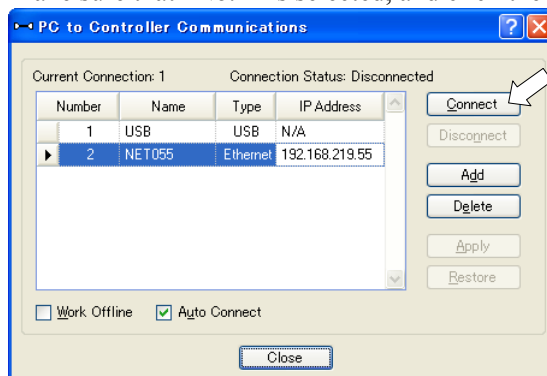 PC to Controller Communications
Current Connection: 1 Connection Status: Disconnected
Number Name Type IP Address
1 USB USB N/A
2 NET055 Ethernet 192.168.219.55
Connect
Disconnect
Add
Delete
Apply
Restore
Work Offline Auto Connect
Close